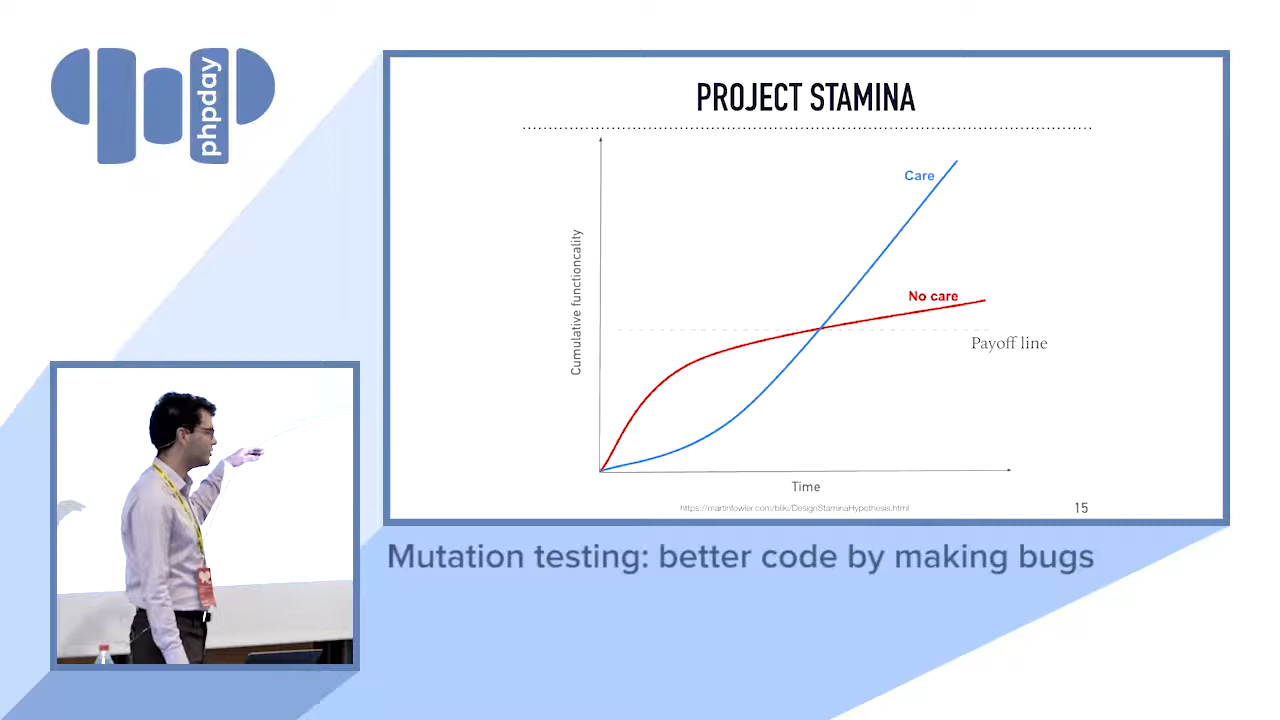 phpday
PROJECT STAMINA
Care
No care
Payoff line
Cumulative functioncality
Time
https://martinfowler.com/bliki/DesignStaminaHypothesis.html
15
Mutation testing: better code by making bugs